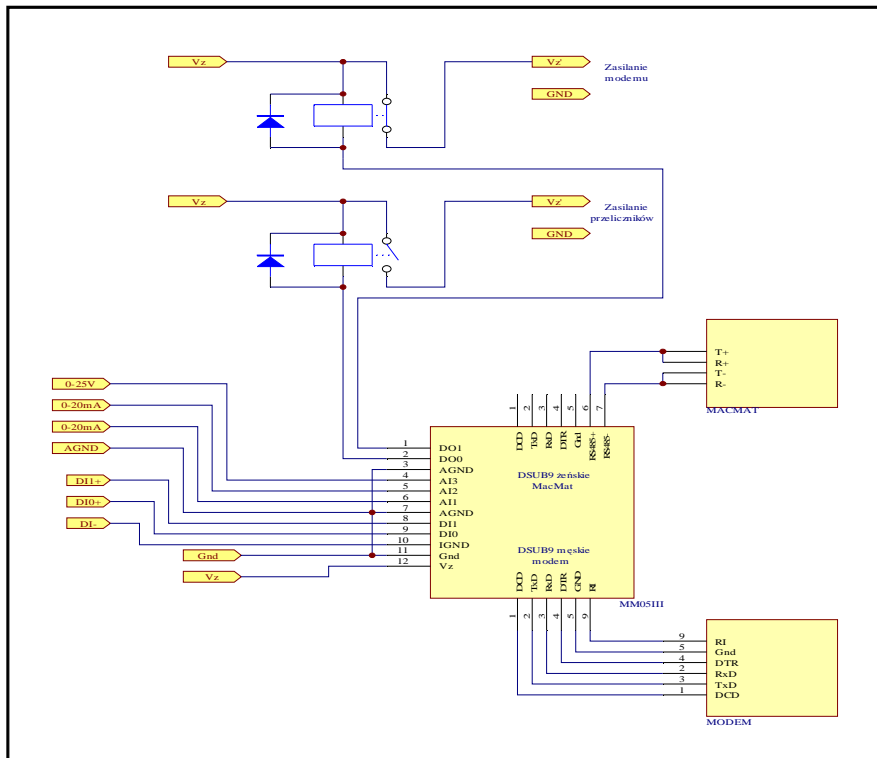 Vz
Vz'
Zasilanie
modemu
GND
Vz
Vz'
Zasilanie
przeliczników
GND
T+
R+
T-
R-
MACMAT
0-25V
0-20mA
0-20mA
AGND
DI1+
DI0+
DI-
Gnd
Vz
1 2 3 4 5 6 7
DCD TxD RxD DTR Gnd RS485+ RS485-
DSUB9 żeńskie
MacMat
1 DO1
2 DO0
3 AGND
4 AI3
5 AI2
6 AI1
7 AGND
8 DI1
9 DI0
10 IGND
11 Gnd
12 Vz
DSUB9 męskie
modem
DCD TxD RxD DTR GND RI
1 2 3 4 5 9
MM05III
9 RI
5 Gnd
4 DTR
2 RxD
3 TxD
1 DCD
MODEM